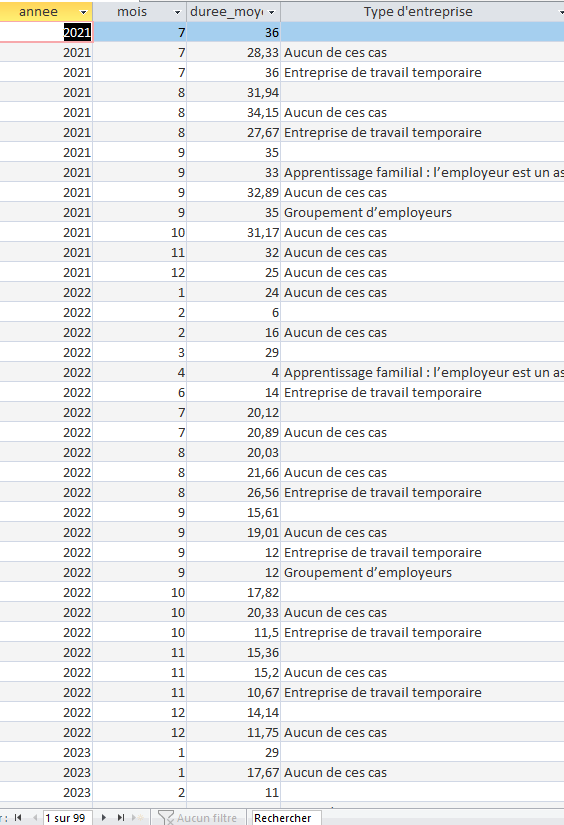 annee mois duree_moye Type d'entreprise
2021 7 36
2021 7 28,33 Aucun de ces cas
2021 7 36 Entreprise de travail temporaire
2021 8 31,94
2021 8 34,15 Aucun de ces cas
2021 8 27,67 Entreprise de travail temporaire
2021 9 35
2021 9 33 Apprentissage familial : l’employeur est un as
2021 9 32,89 Aucun de ces cas
2021 9 35 Groupement d’employeurs
2021 10 31,17 Aucun de ces cas
2021 11 32 Aucun de ces cas
2021 12 25 Aucun de ces cas
2022 1 24 Aucun de ces cas
2022 2 6
2022 2 16 Aucun de ces cas
2022 3 29
2022 4 4 Apprentissage familial : l’employeur est un as
2022 6 14 Entreprise de travail temporaire
2022 7 20,12
2022 7 20,89 Aucun de ces cas
2022 8 20,03
2022 8 21,66 Aucun de ces cas
2022 8 26,56 Entreprise de travail temporaire
2022 9 15,61
2022 9 19,01 Aucun de ces cas
2022 9 12 Entreprise de travail temporaire
2022 9 12 Groupement d’employeurs
2022 10 17,82
2022 10 20,33 Aucun de ces cas
2022 10 11,5 Entreprise de travail temporaire
2022 11 15,36
2022 11 15,2 Aucun de ces cas
2022 11 10,67 Entreprise de travail temporaire
2022 12 14,14
2022 12 11,75 Aucun de ces cas
2023 1 29
2023 1 17,67 Aucun de ces cas
2023 2 11
r : 1 sur 99 Aucun filtre Rechercher